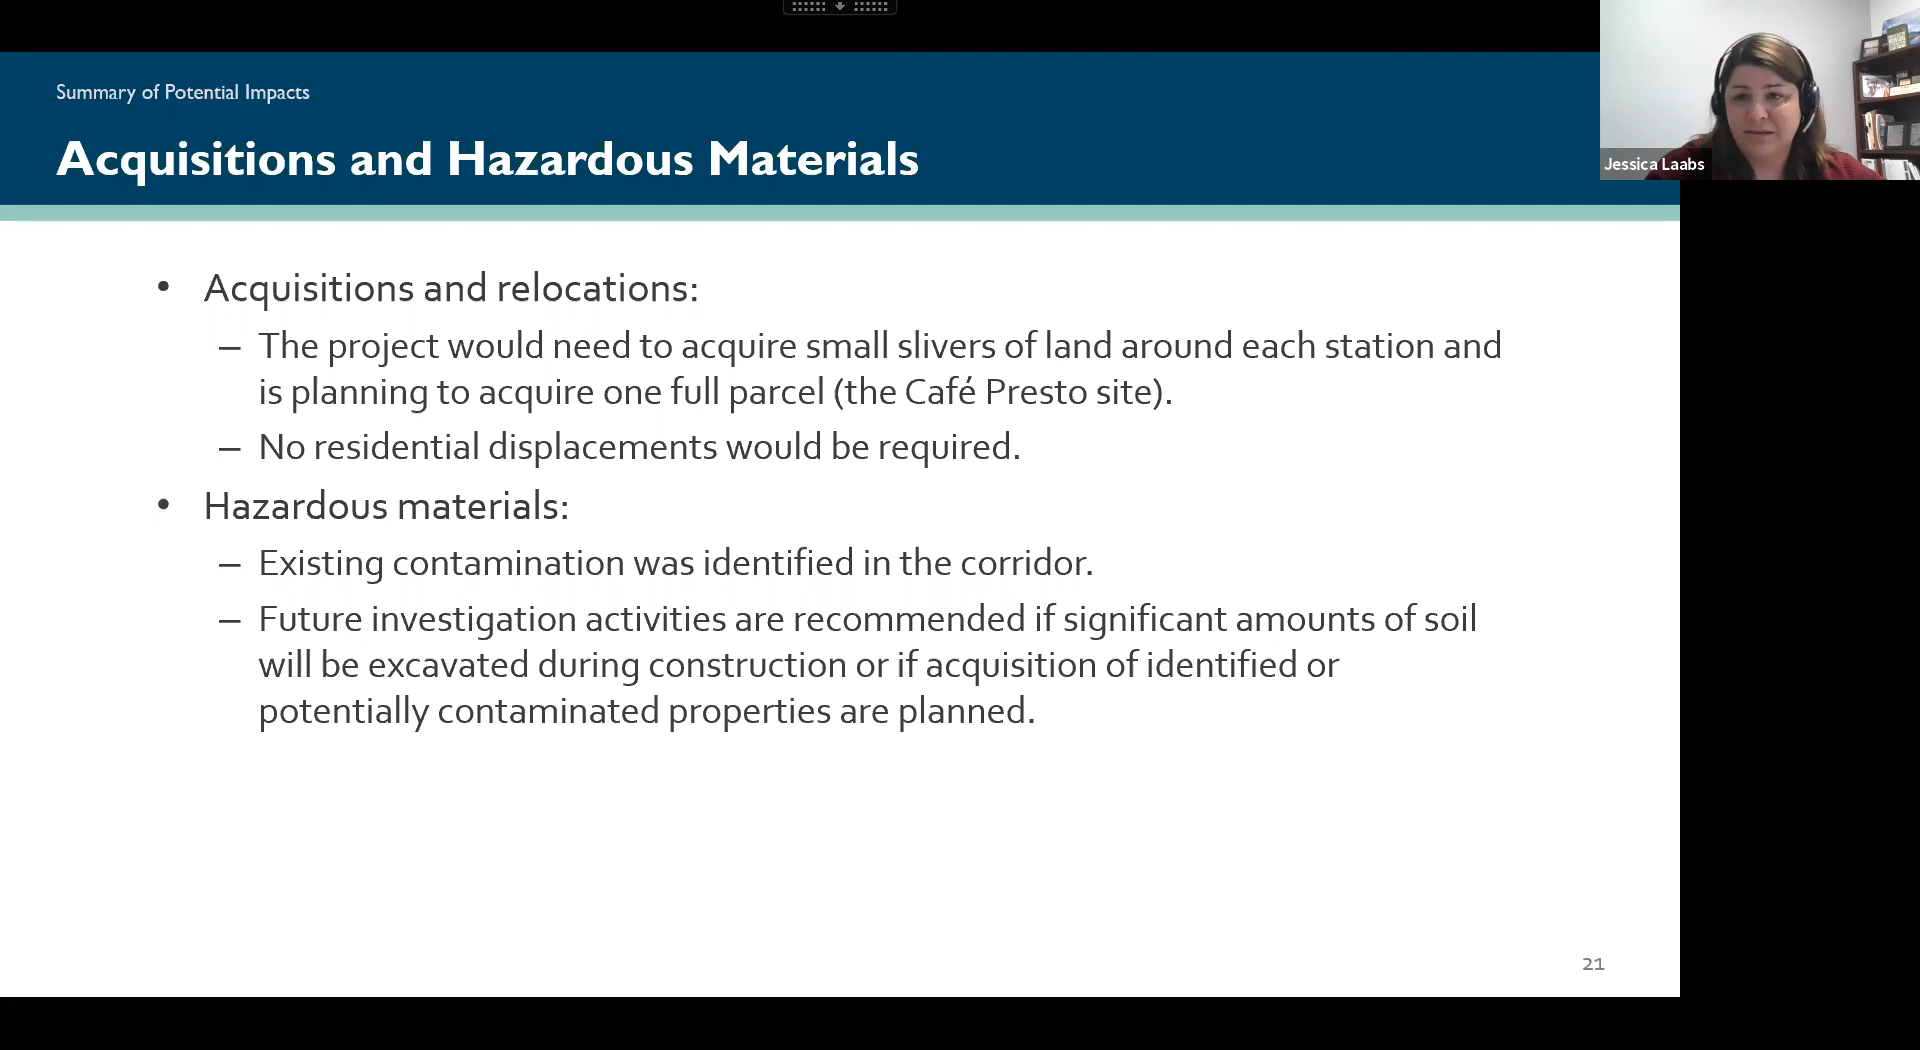 Summary of Potential Impacts
Acquisitions and Hazardous Materials
Jessica Laabs
• Acquisitions and relocations:
– The project would need to acquire small slivers of land around each station and
is planning to acquire one full parcel (the Café Presto site).
– No residential displacements would be required.
• Hazardous materials:
– Existing contamination was identified in the corridor.
– Future investigation activities are recommended if significant amounts of soil
will be excavated during construction or if acquisition of identified or
potentially contaminated properties are planned.
21